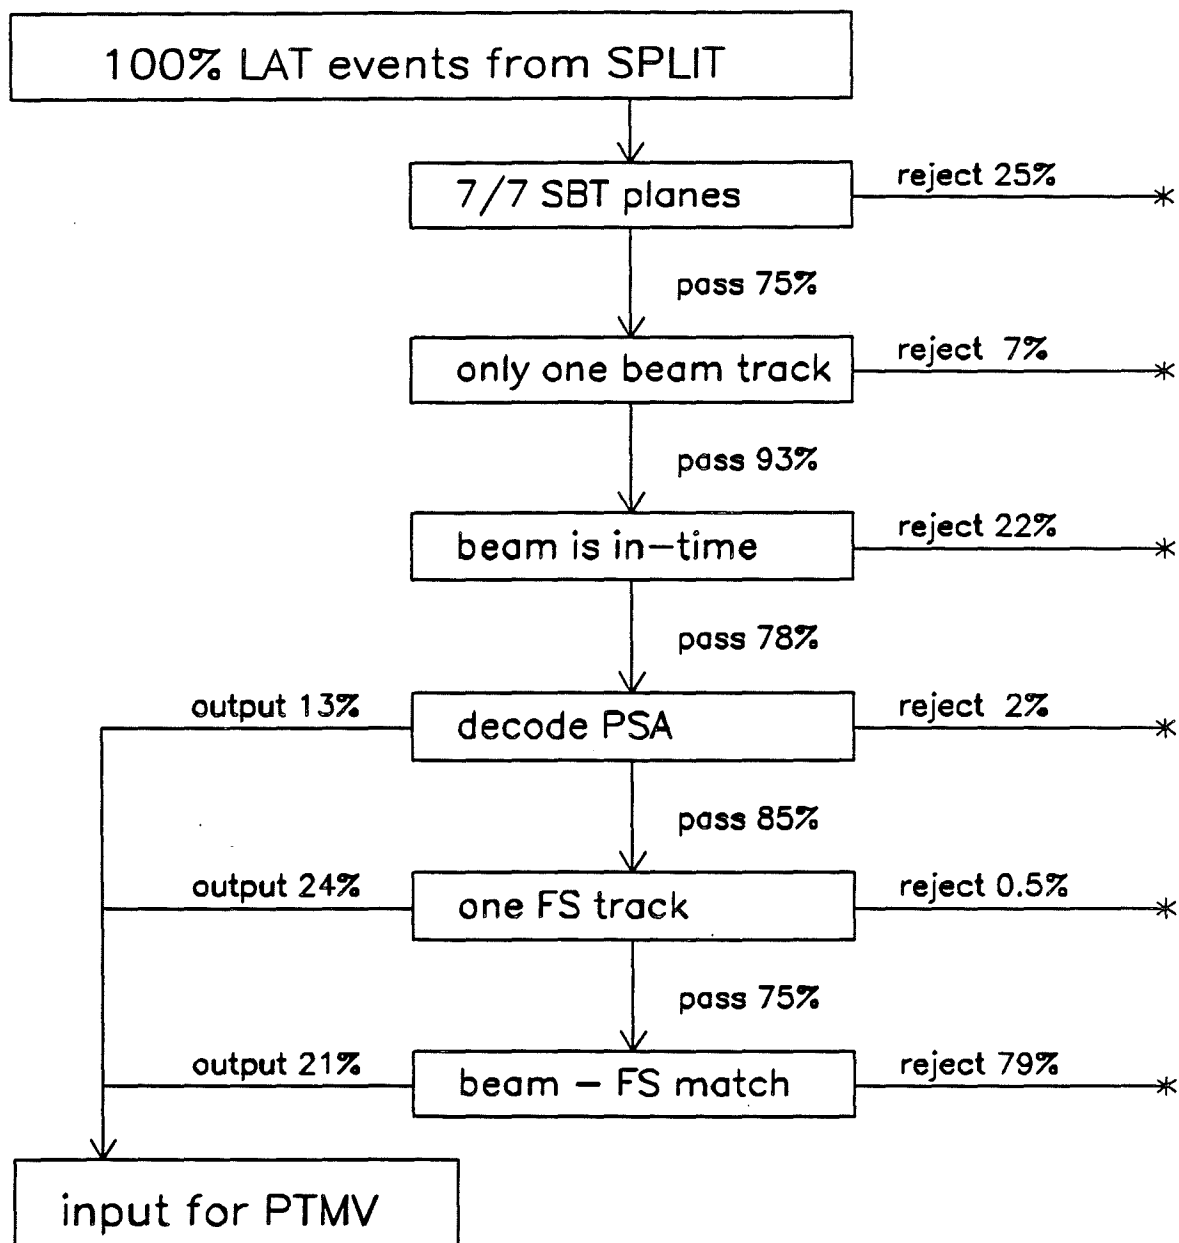 100% LAT events from SPLIT
7/7 SBT planes
reject 25%
pass 75%
only one beam track
reject 7%
pass 93%
beam is in-time
reject 22%
pass 78%
output 13%
decode PSA
reject 2%
pass 85%
output 24%
one FS track
reject 0.5%
pass 75%
output 21%
beam - FS match
reject 79%
input for PTMV